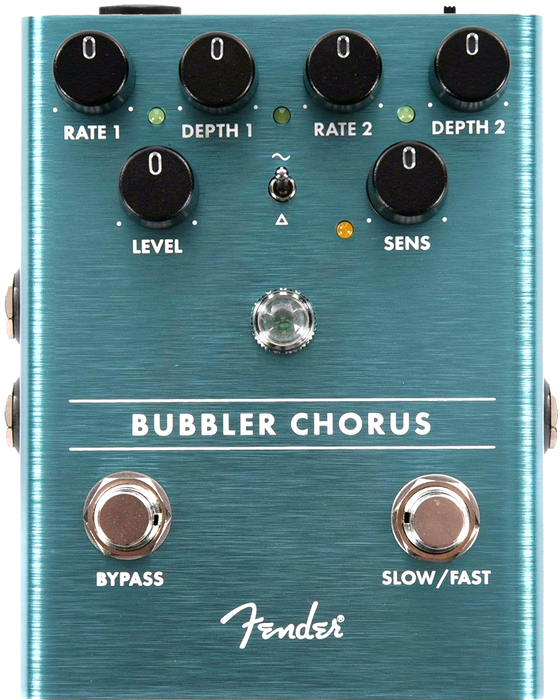 RATE 1 DEPTH 1 RATE 2 DEPTH 2
LEVEL SENS
BUBBLER CHORUS
BYPASS SLOW/FAST
Fender®